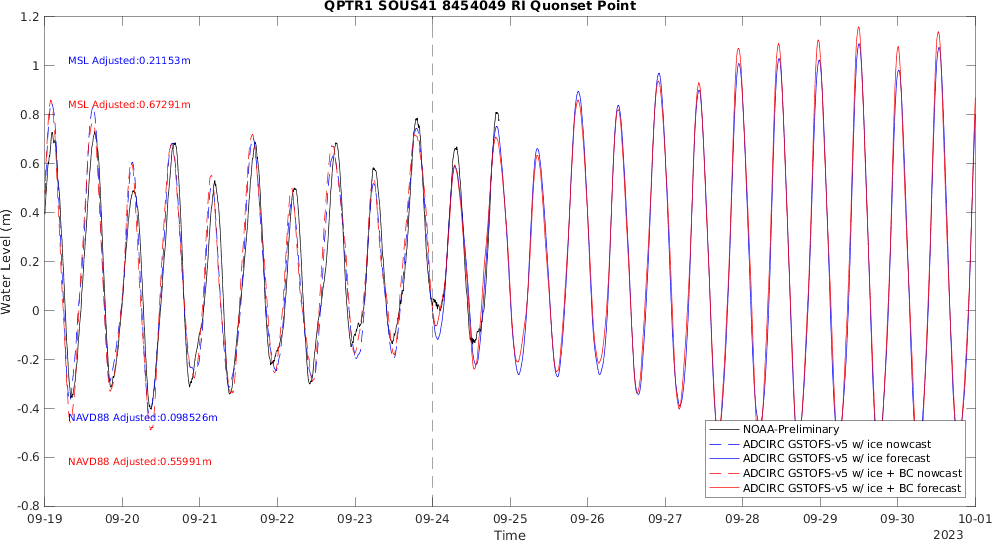 QPTR1 SOUS41 8454049 RI Quonset Point
1.2
1
0.8
0.6
0.4
0.2
0
-0.2
-0.4
-0.6
-0.8
Water Level (m)
MSL Adjusted:0.21153m
MSL Adjusted:0.67291m
NAVD88 Adjusted:0.098526m
NAVD88 Adjusted:0.55991m
NOAA-Preliminary
ADCIRC GSTOFS-v5 w/ ice nowcast
ADCIRC GSTOFS-v5 w/ ice forecast
ADCIRC GSTOFS-v5 w/ ice + BC nowcast
ADCIRC GSTOFS-v5 w/ ice + BC forecast
09-19 09-20 09-21 09-22 09-23 09-24 09-25 09-26 09-27 09-28 09-29 09-30 10-01
Time
2023